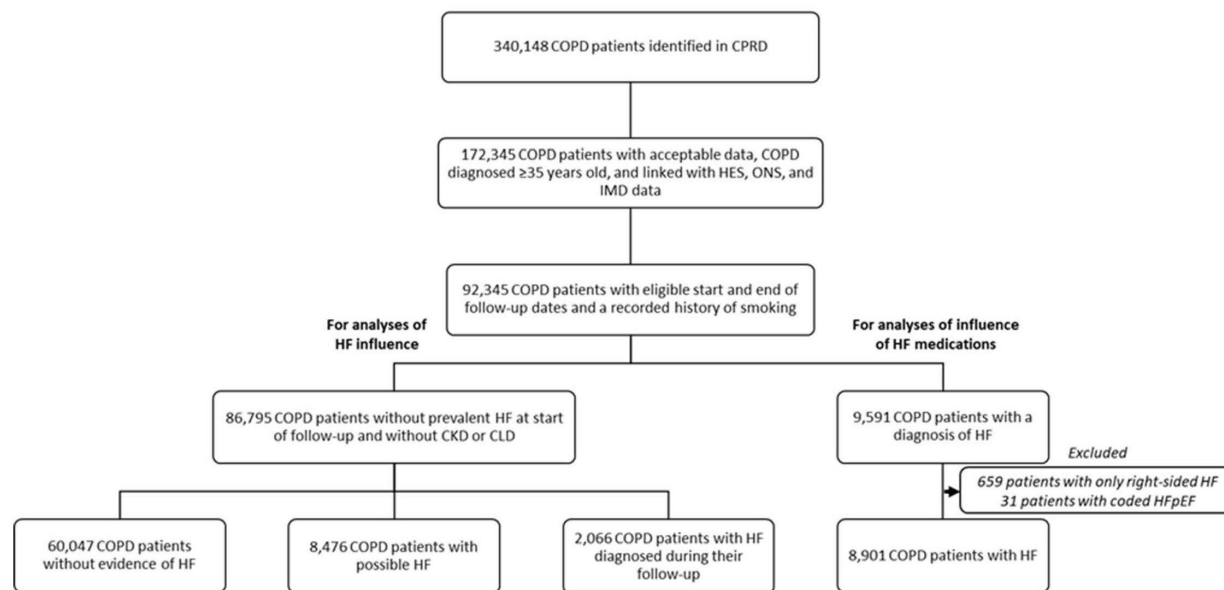 340,148 COPD patients identified in CPRD
172,345 COPD patients with acceptable data, COPD
diagnosed ≥35 years old, and linked with HES, ONS, and
IMD data
92,345 COPD patients with eligible start and end of
follow-up dates and a recorded history of smoking
For analyses of
HF influence
For analyses of influence
of HF medications
86,795 COPD patients without prevalent HF at start
of follow-up and without CKD or CLD
9,591 COPD patients with a
diagnosis of HF
Excluded
659 patients with only right-sided HF
31 patients with coded HFpEF
60,047 COPD patients
without evidence of HF
8,476 COPD patients with
possible HF
2,066 COPD patients with HF
diagnosed during their
follow-up
8,901 COPD patients with HF